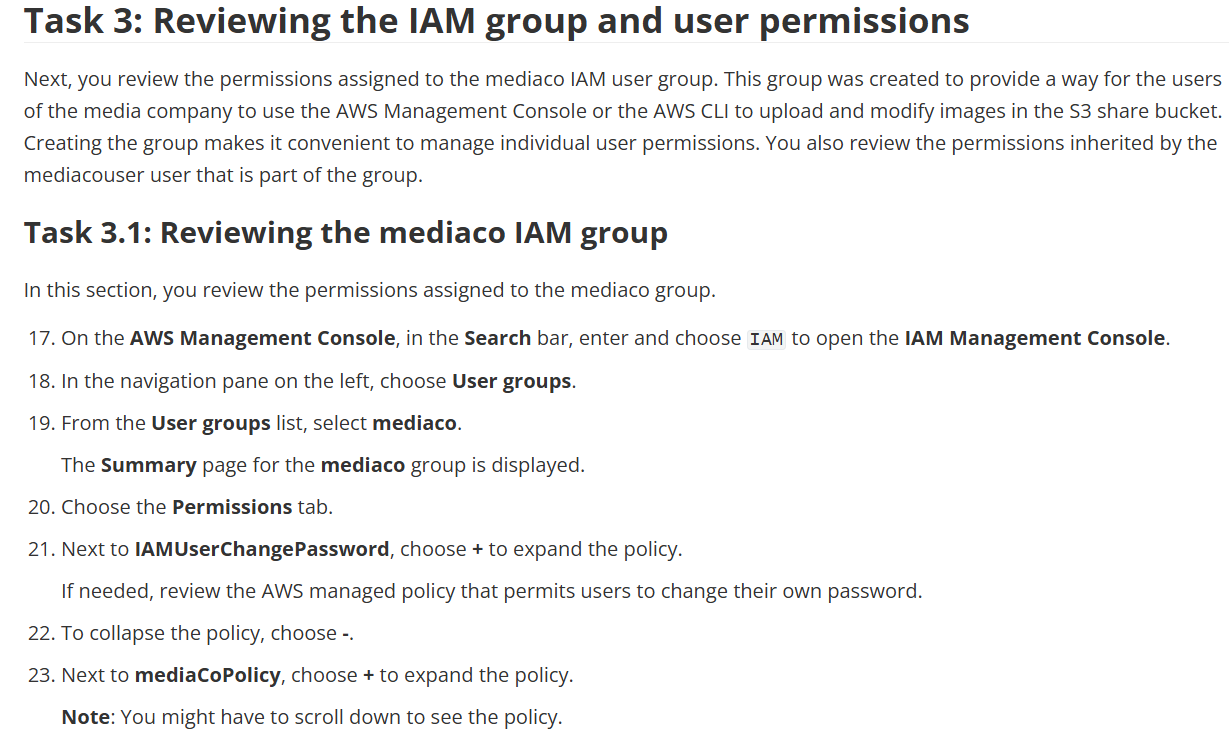 Task 3: Reviewing the IAM group and user permissions
Next, you review the permissions assigned to the mediaco IAM user group. This group was created to provide a way for the users
of the media company to use the AWS Management Console or the AWS CLI to upload and modify images in the S3 share bucket.
Creating the group makes it convenient to manage individual user permissions. You also review the permissions inherited by the
mediacouser user that is part of the group.
Task 3.1: Reviewing the mediaco IAM group
In this section, you review the permissions assigned to the mediaco group.
17. On the AWS Management Console, in the Search bar, enter and choose IAM to open the IAM Management Console.
18. In the navigation pane on the left, choose User groups.
19. From the User groups list, select mediaco.
The Summary page for the mediaco group is displayed.
20. Choose the Permissions tab.
21. Next to IAMUserChangePassword, choose + to expand the policy.
If needed, review the AWS managed policy that permits users to change their own password.
22. To collapse the policy, choose -.
23. Next to mediaCoPolicy, choose + to expand the policy.
Note: You might have to scroll down to see the policy.